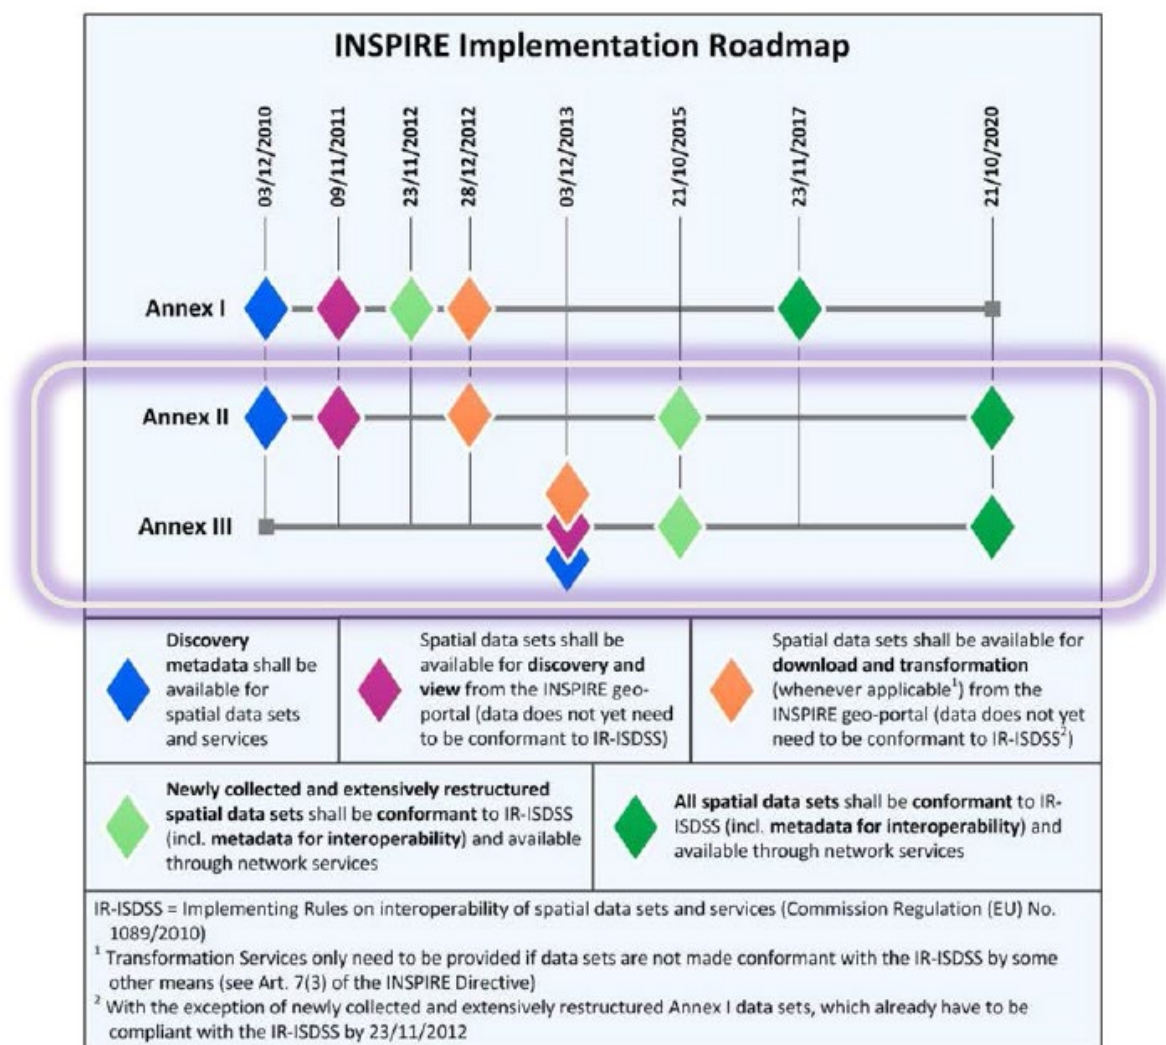 INSPIRE Implementation Roadmap
03/12/2010
09/11/2011
23/11/2012
28/12/2012
03/12/2013
21/10/2015
23/11/2017
21/10/2020
Annex I
Annex II
Annex III
Discovery
metadata shall be
available for
spatial data sets
and services
Spatial data sets shall be
available for discovery and
view from the INSPIRE geo-
portal (data does not yet need
to be conformant to IR-ISDSS)
Spatial data sets shall be available for
download and transformation
(whenever applicable¹) from the
INSPIRE geo-portal (data does not yet
need to be conformant to IR-ISDSS²)
Newly collected and extensively restructured
spatial data sets shall be conformant to IR-ISDSS
(incl. metadata for interoperability) and available
through network services
All spatial data sets shall be conformant to IR-
ISDSS (incl. metadata for interoperability) and
available through network services
IR-ISDSS = Implementing Rules on interoperability of spatial data sets and services (Commission Regulation (EU) No.
1089/2010)
¹ Transformation Services only need to be provided if data sets are not made conformant with the IR-ISDSS by some
other means (see Art. 7(3) of the INSPIRE Directive)
² With the exception of newly collected and extensively restructured Annex I data sets, which already have to be
compliant with the IR-ISDSS by 23/11/2012